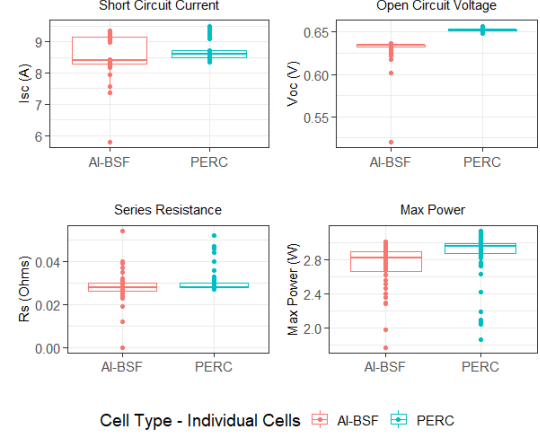 Short Circuit Current
Open Circuit Voltage
Isc (A)
9
8
7
6
Al-BSF
PERC
Voc (V)
0.65
0.60
0.55
Al-BSF
PERC
Series Resistance
Max Power
Rs (Ohms)
0.04
0.02
0.00
Al-BSF
PERC
Max Power (W)
2.8
2.4
2.0
Al-BSF
PERC
Cell Type - Individual Cells Al-BSF PERC